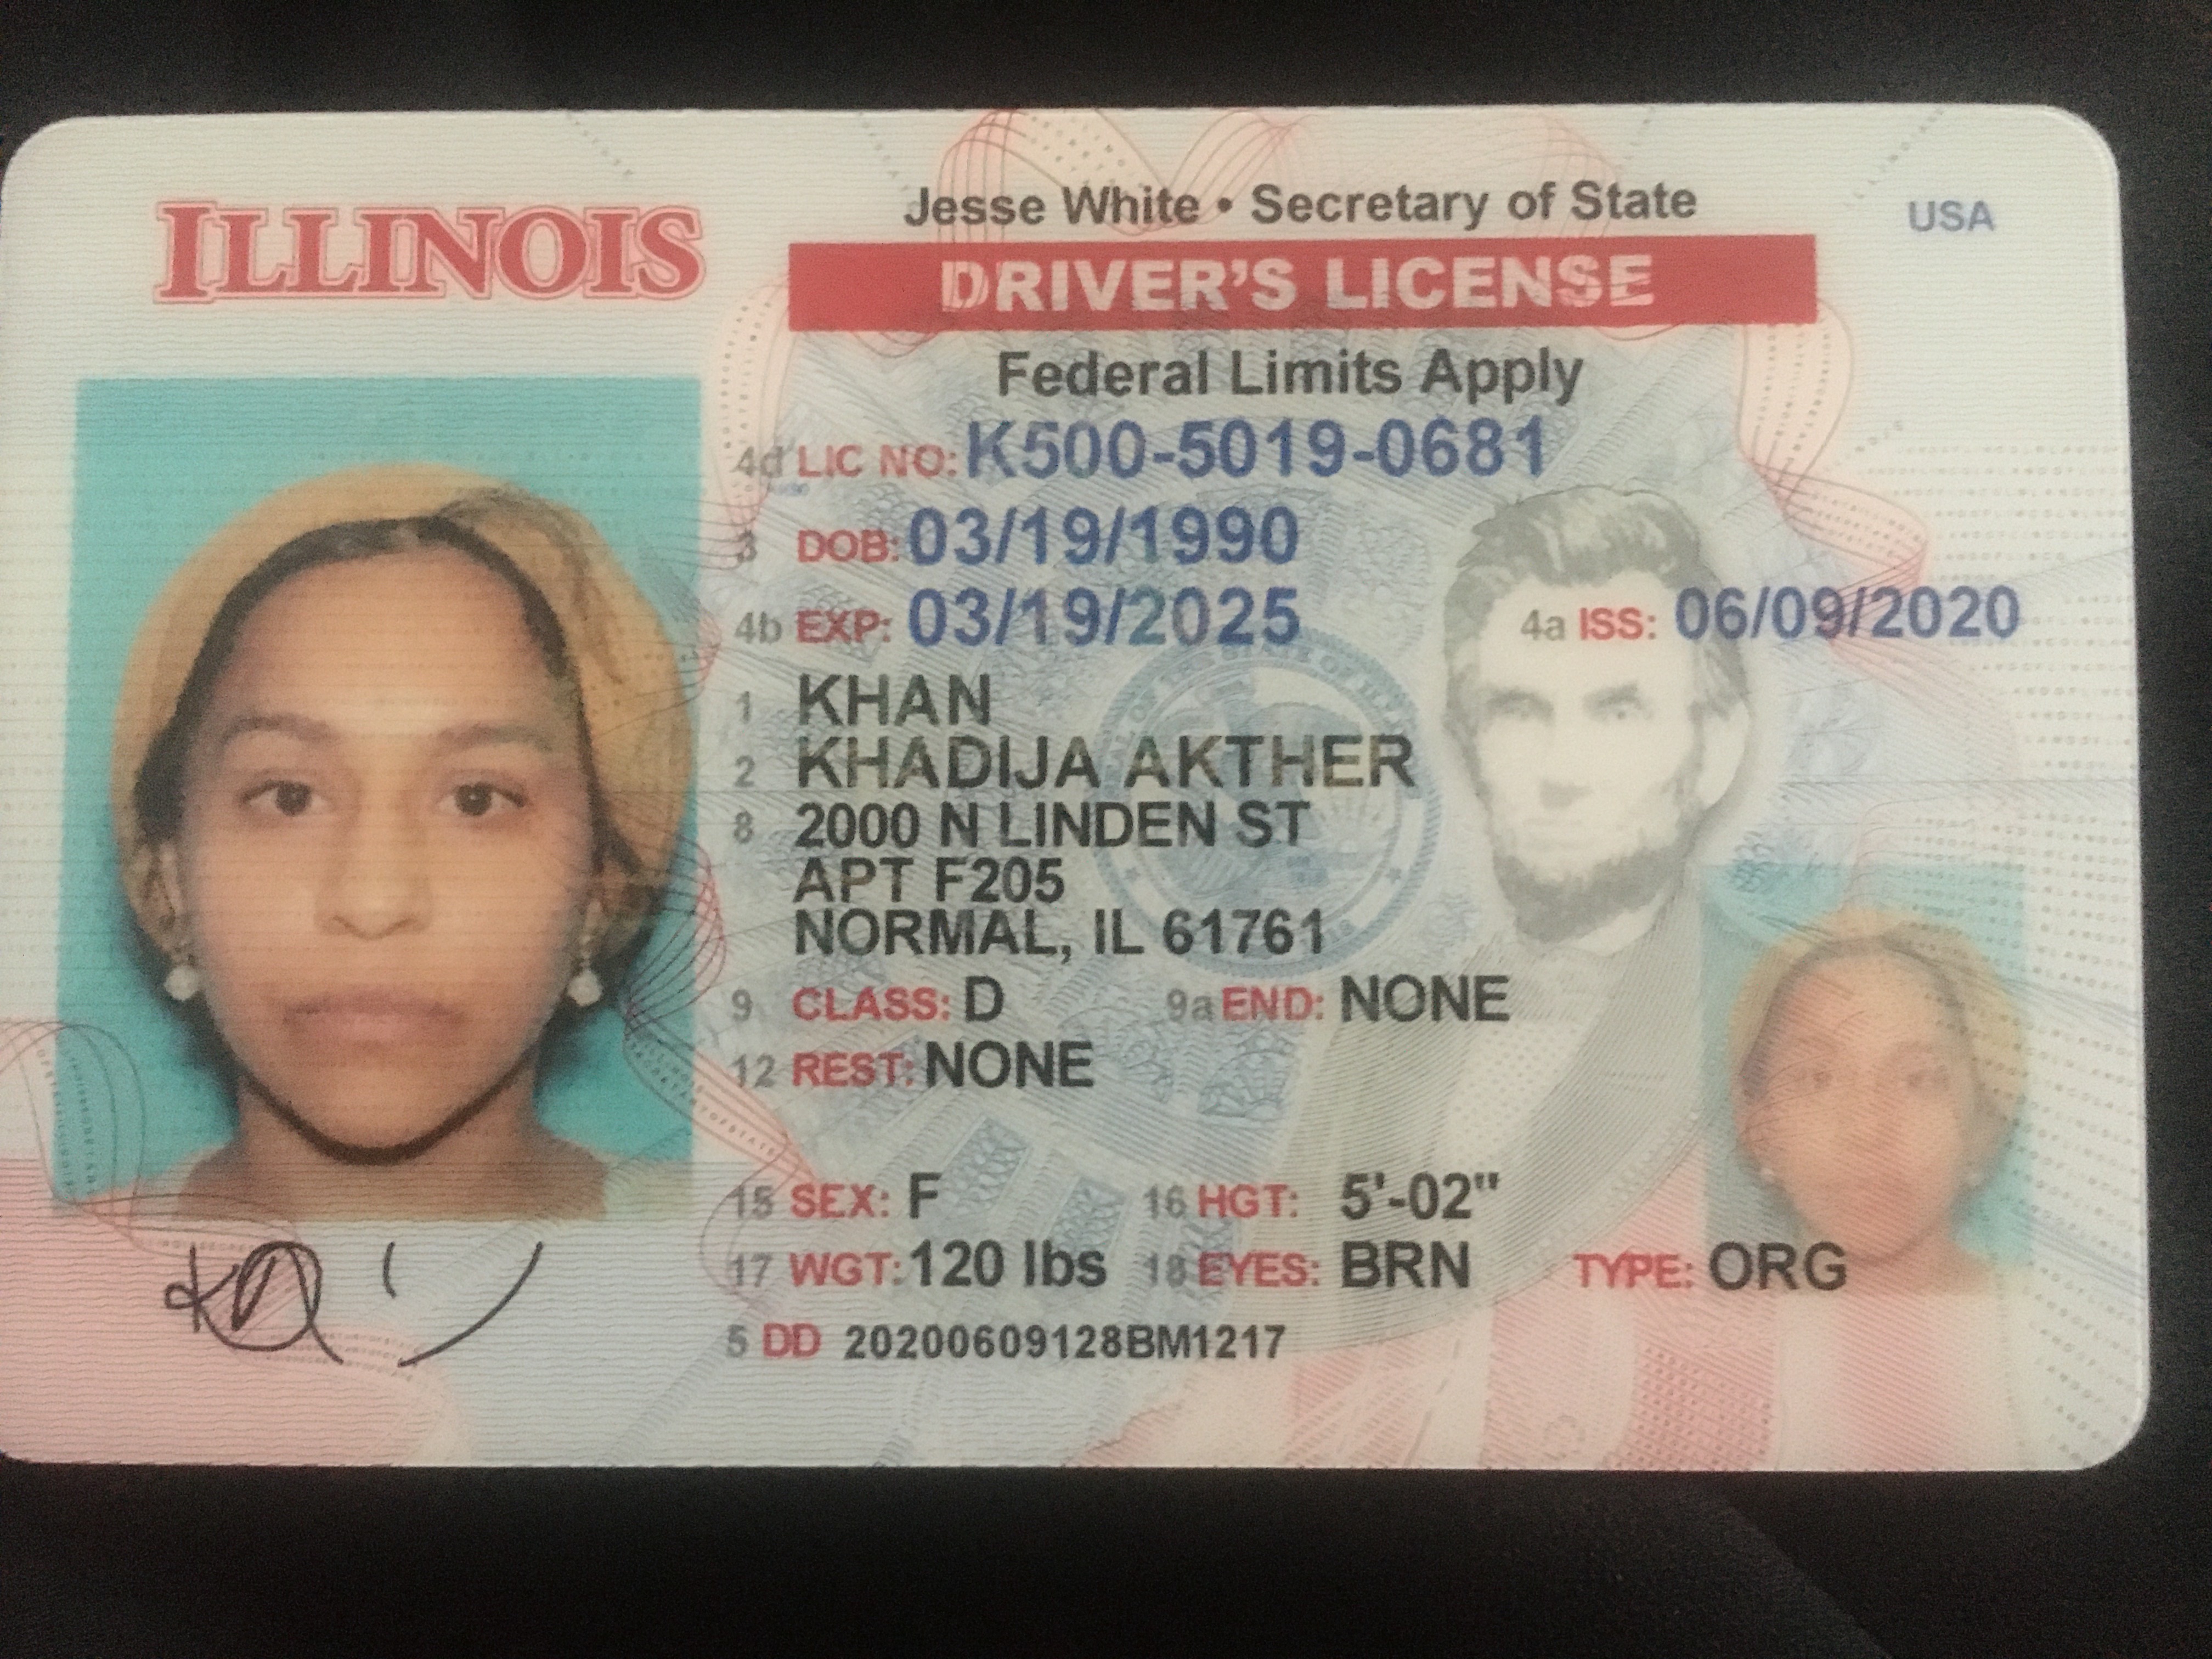 ILLINOIS
Jesse White • Secretary of State
USA
DRIVER'S LICENSE
Federal Limits Apply
4d LIC NO: K500-5019-0681
3 DOB: 03/19/1990
4b EXP: 03/19/2025 4a ISS: 06/09/2020
1 KHAN
2 KHADIJA AKTHER
8 2000 N LINDEN ST
APT F205
NORMAL, IL 61761
9 CLASS: D 9a END: NONE
12 REST: NONE
15 SEX: F 16 HGT: 5'-02"
17 WGT: 120 lbs 18 EYES: BRN TYPE: ORG
5 DD 20200609128BM1217